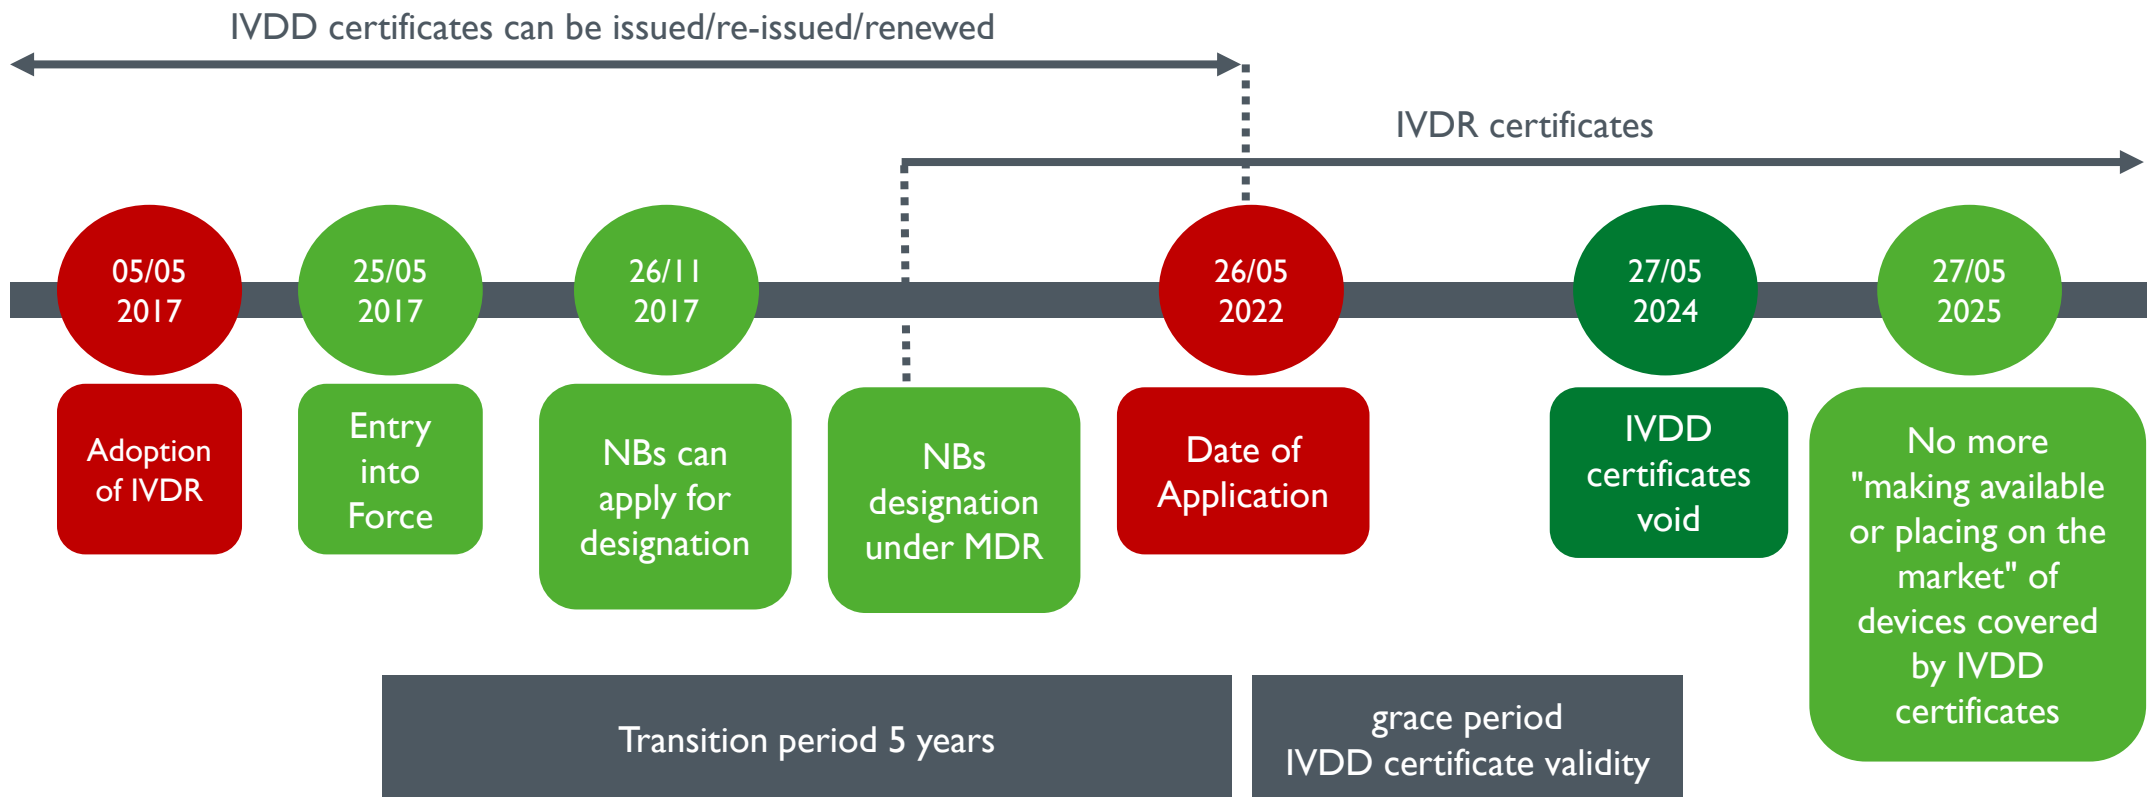 IVDD certificates can be issued/re-issued/renewed
IVDR certificates
05/05
2017
25/05
2017
26/11
2017
26/05
2022
27/05
2024
27/05
2025
Adoption
of IVDR
Entry
into
Force
NBs can
apply for
designation
NBs
designation
under MDR
Date of
Application
IVDD
certificates
void
No more
"making available
or placing on the
market" of
devices covered
by IVDD
certificates
Transition period 5 years
grace period
IVDD certificate validity